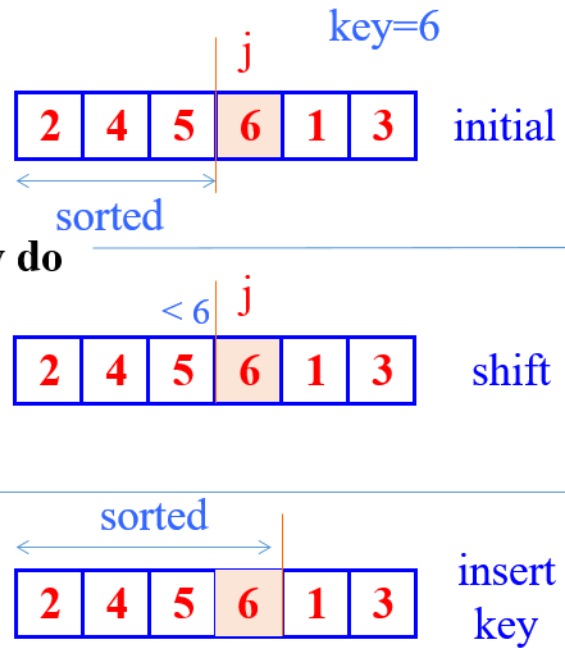 key=6
j
2 4 5 6 1 3 initial
sorted
do
< 6 j
2 4 5 6 1 3 shift
sorted
2 4 5 6 1 3 insert
key